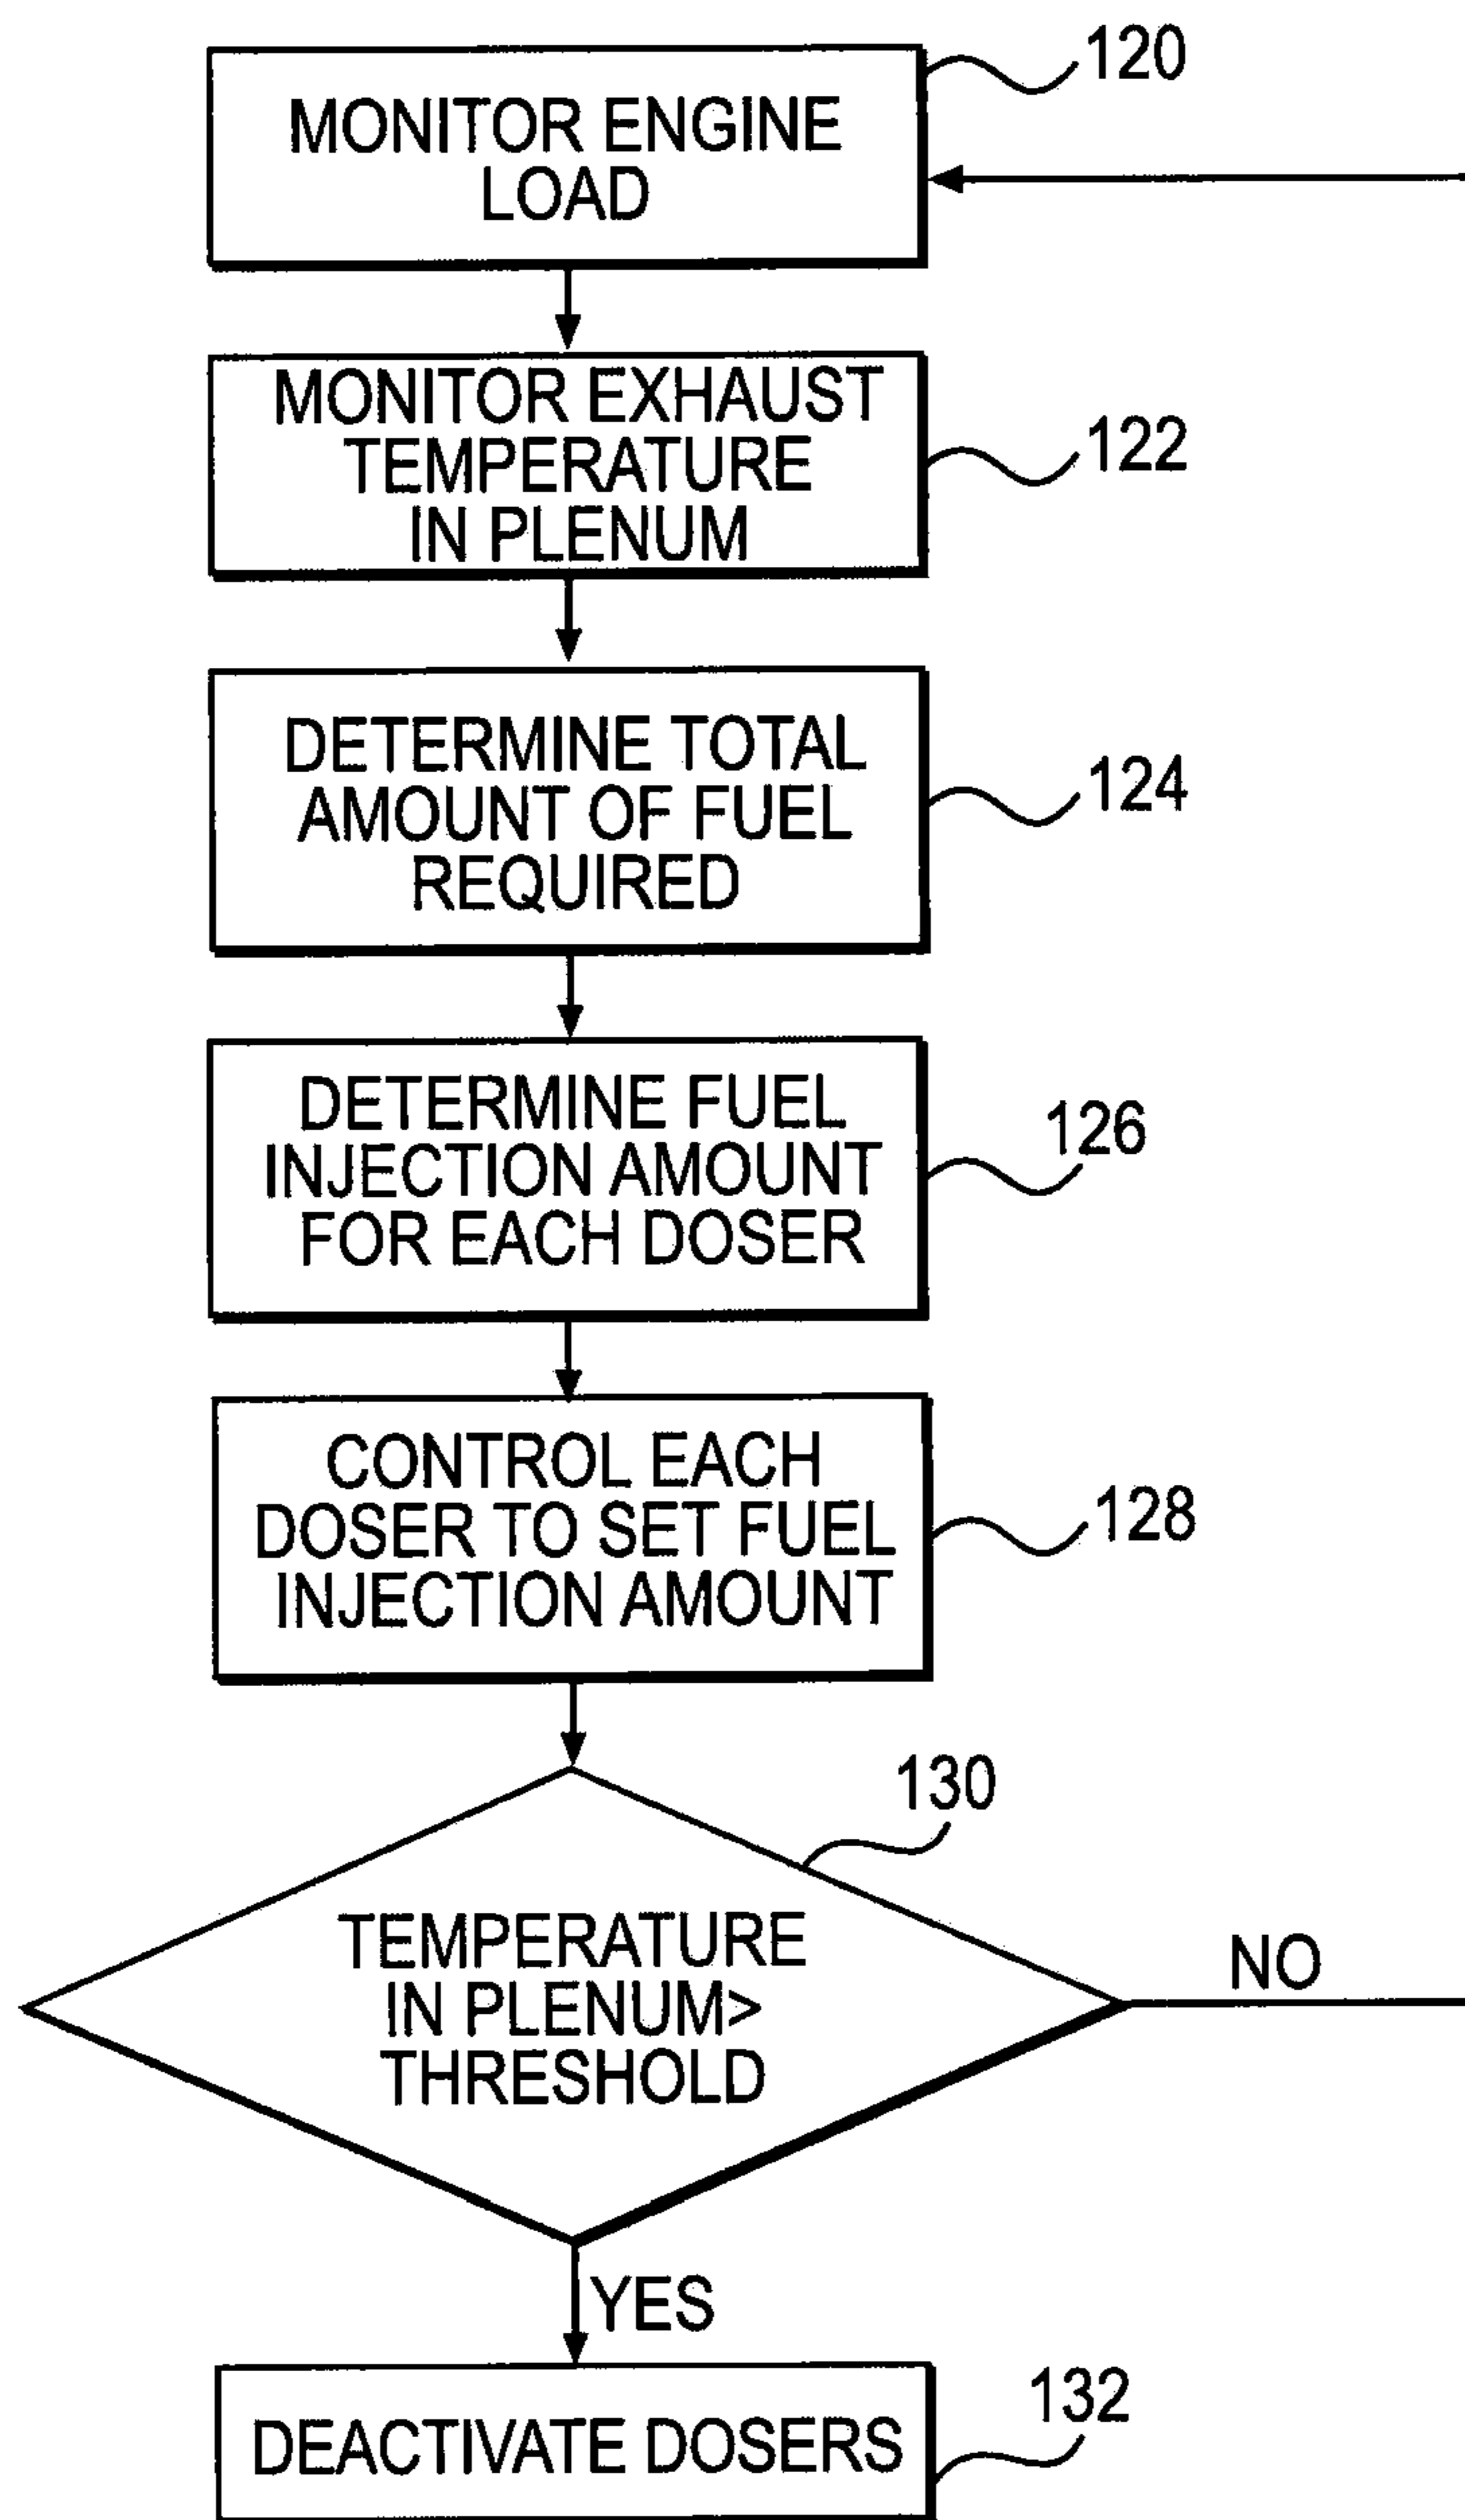 120
MONITOR ENGINE
LOAD
MONITOR EXHAUST
TEMPERATURE
IN PLENUM
122
DETERMINE TOTAL
AMOUNT OF FUEL
REQUIRED
124
DETERMINE FUEL
INJECTION AMOUNT
FOR EACH DOSER
126
CONTROL EACH
DOSER TO SET FUEL
INJECTION AMOUNT
128
130
TEMPERATURE
IN PLENUM>
THRESHOLD
NO
YES
DEACTIVATE DOSERS
132